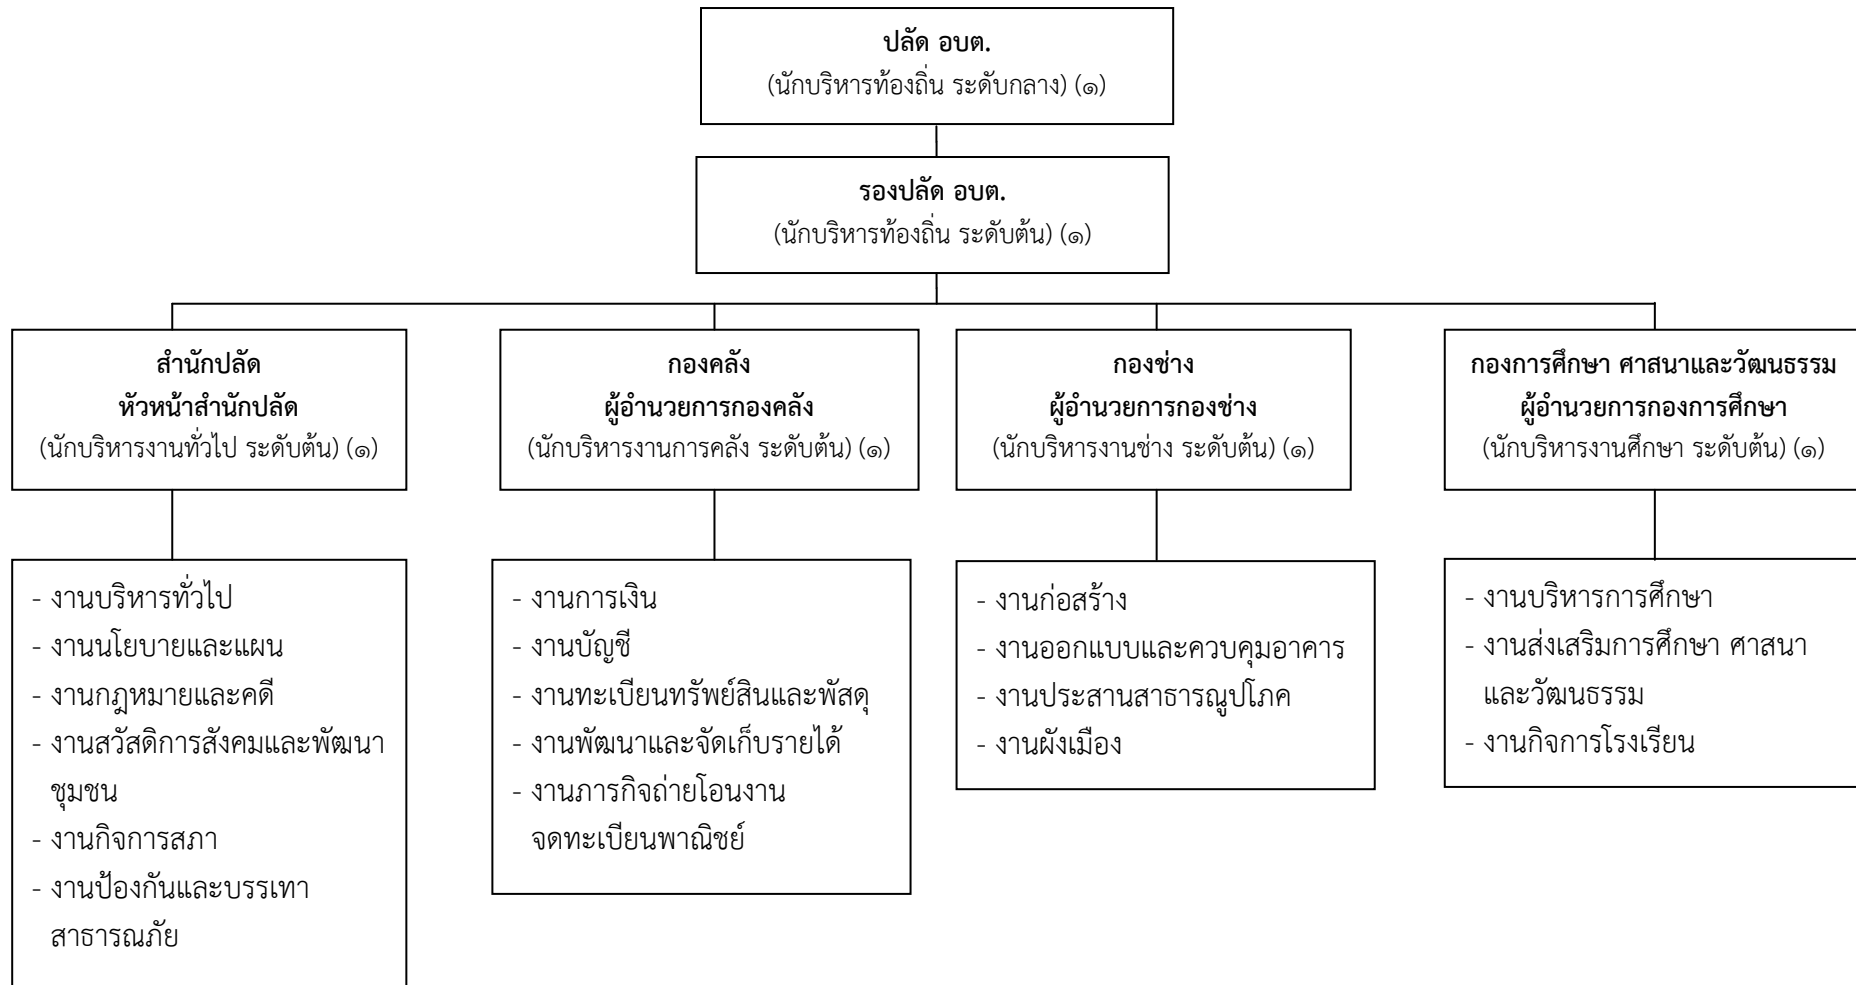 ปลัด อบต.
(นักบริหารท้องถิ่น ระดับกลาง) (๑)
รองปลัด อบต.
(นักบริหารท้องถิ่น ระดับต้น) (๑)
สำนักปลัด
หัวหน้าสำนักปลัด
(นักบริหารงานทั่วไป ระดับต้น) (๑)
กองคลัง
ผู้อำนวยการกองคลัง
(นักบริหารงานการคลัง ระดับต้น) (๑)
กองช่าง
ผู้อำนวยการกองช่าง
(นักบริหารงานช่าง ระดับต้น) (๑)
กองการศึกษา ศาสนาและวัฒนธรรม
ผู้อำนวยการกองการศึกษา
(นักบริหารงานศึกษา ระดับต้น) (๑)
- งานบริหารทั่วไป
- งานนโยบายและแผน
- งานกฎหมายและคดี
- งานสวัสดิการสังคมและพัฒนา
ชุมชน
- งานกิจการสภา
- งานป้องกันและบรรเทา
สาธารณภัย
- งานการเงิน
- งานบัญชี
- งานทะเบียนทรัพย์สินและพัสดุ
- งานพัฒนาและจัดเก็บรายได้
- งานภารกิจถ่ายโอนงาน
จดทะเบียนพาณิชย์
- งานก่อสร้าง
- งานออกแบบและควบคุมอาคาร
- งานประสานสาธารณูปโภค
- งานผังเมือง
- งานบริหารการศึกษา
- งานส่งเสริมการศึกษา ศาสนา
และวัฒนธรรม
- งานกิจการโรงเรียน